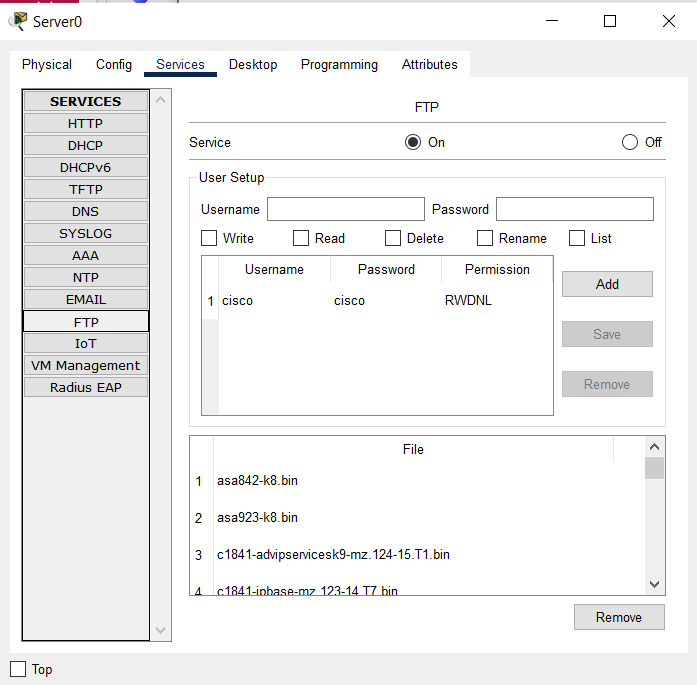 Server0
Physical Config Services Desktop Programming Attributes
SERVICES
HTTP
DHCP
DHCPv6
TFTP
DNS
SYSLOG
AAA
NTP
EMAIL
FTP
IoT
VM Management
Radius EAP
FTP
Service On Off
User Setup
Username Password
Write Read Delete Rename List
Username Password Permission
1 cisco cisco RWDNL
Add
Save
Remove
File
1 asa842-k8.bin
2 asa923-k8.bin
3 c1841-advipservicesk9-mz.124-15.T1.bin
4 c1841-ipbase-mz.123-14.T7.bin
Remove
Top